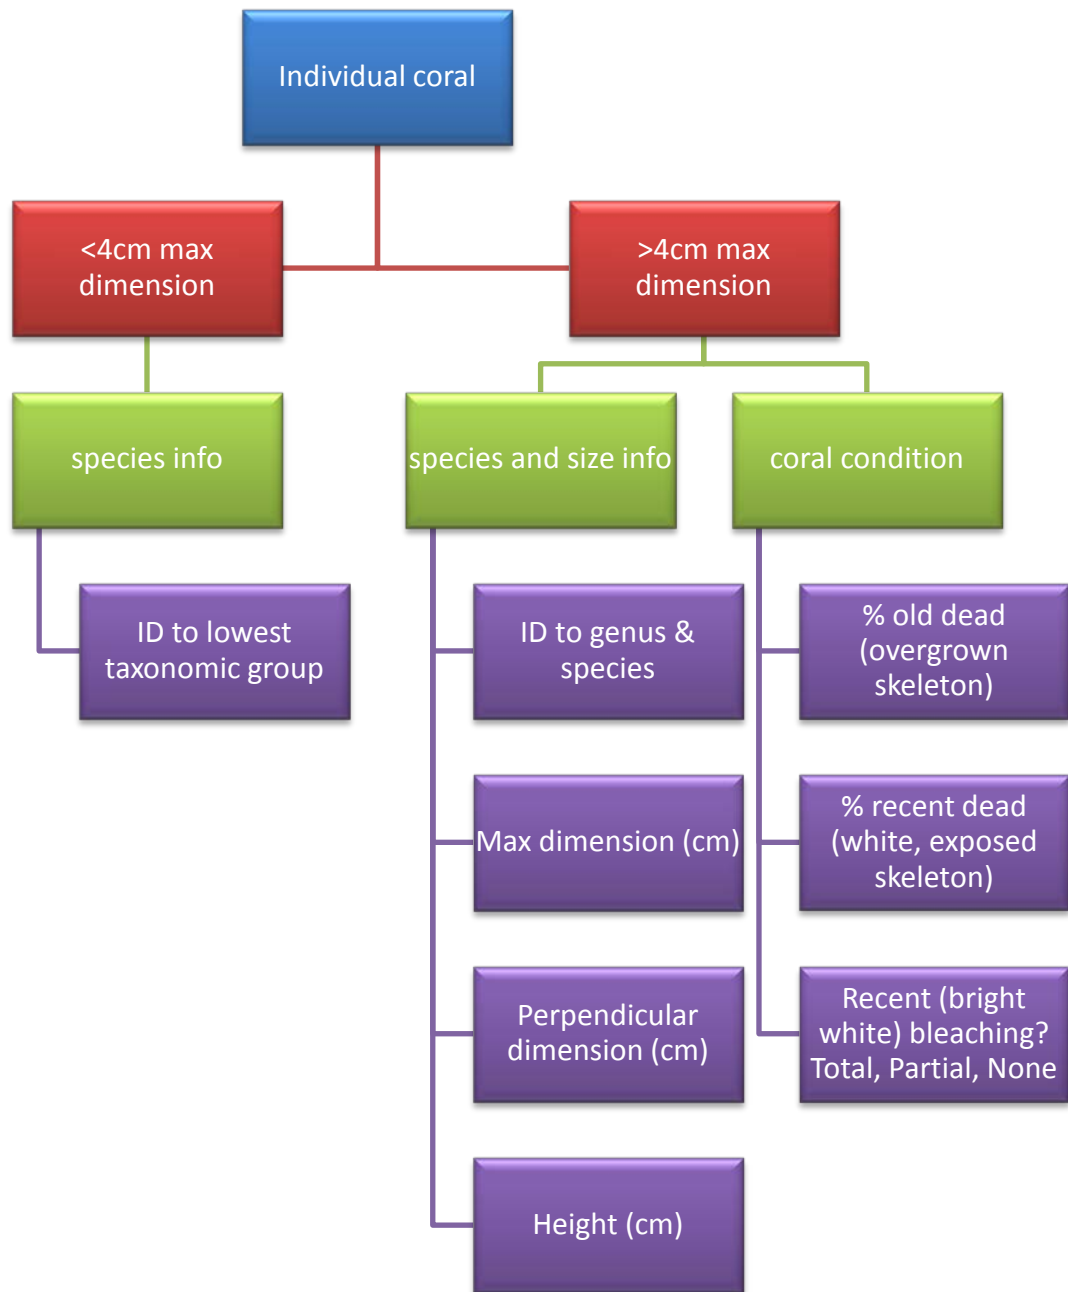 Individual coral
<4cm max
dimension
>4cm max
dimension
species info
species and size info
coral condition
ID to lowest
taxonomic group
ID to genus &
species
% old dead
(overgrown
skeleton)
Max dimension (cm)
% recent dead
(white, exposed
skeleton)
Perpendicular
dimension (cm)
Recent (bright
white) bleaching?
Total, Partial, None
Height (cm)